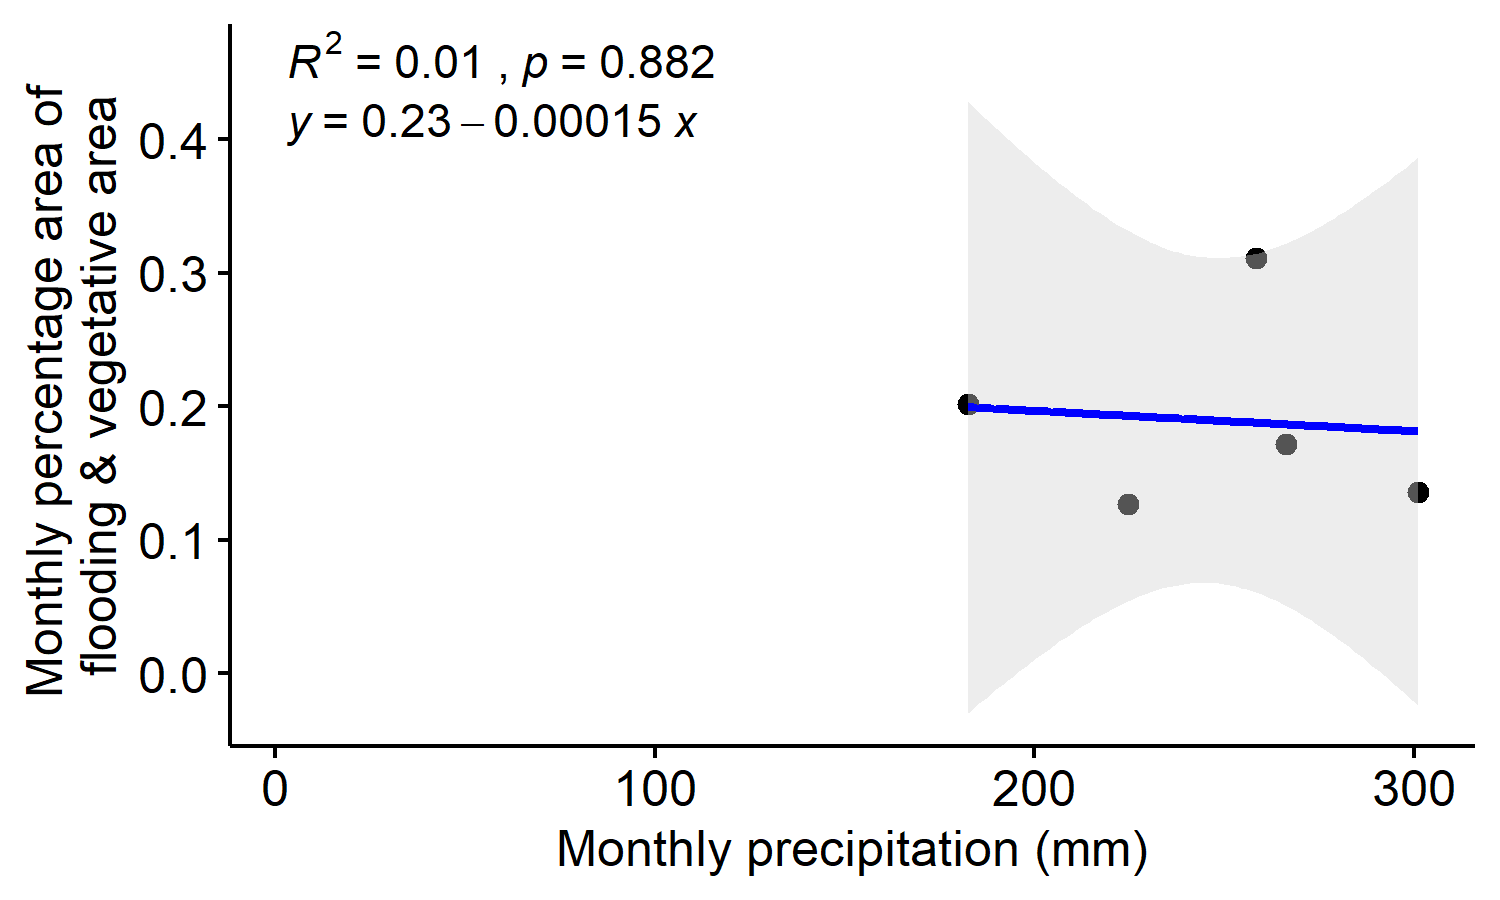 R² = 0.01 , p = 0.882
y = 0.23 – 0.00015 x
Monthly percentage area of
flooding & vegetative area
0.4
0.3
0.2
0.1
0.0
0 100 200 300
Monthly precipitation (mm)